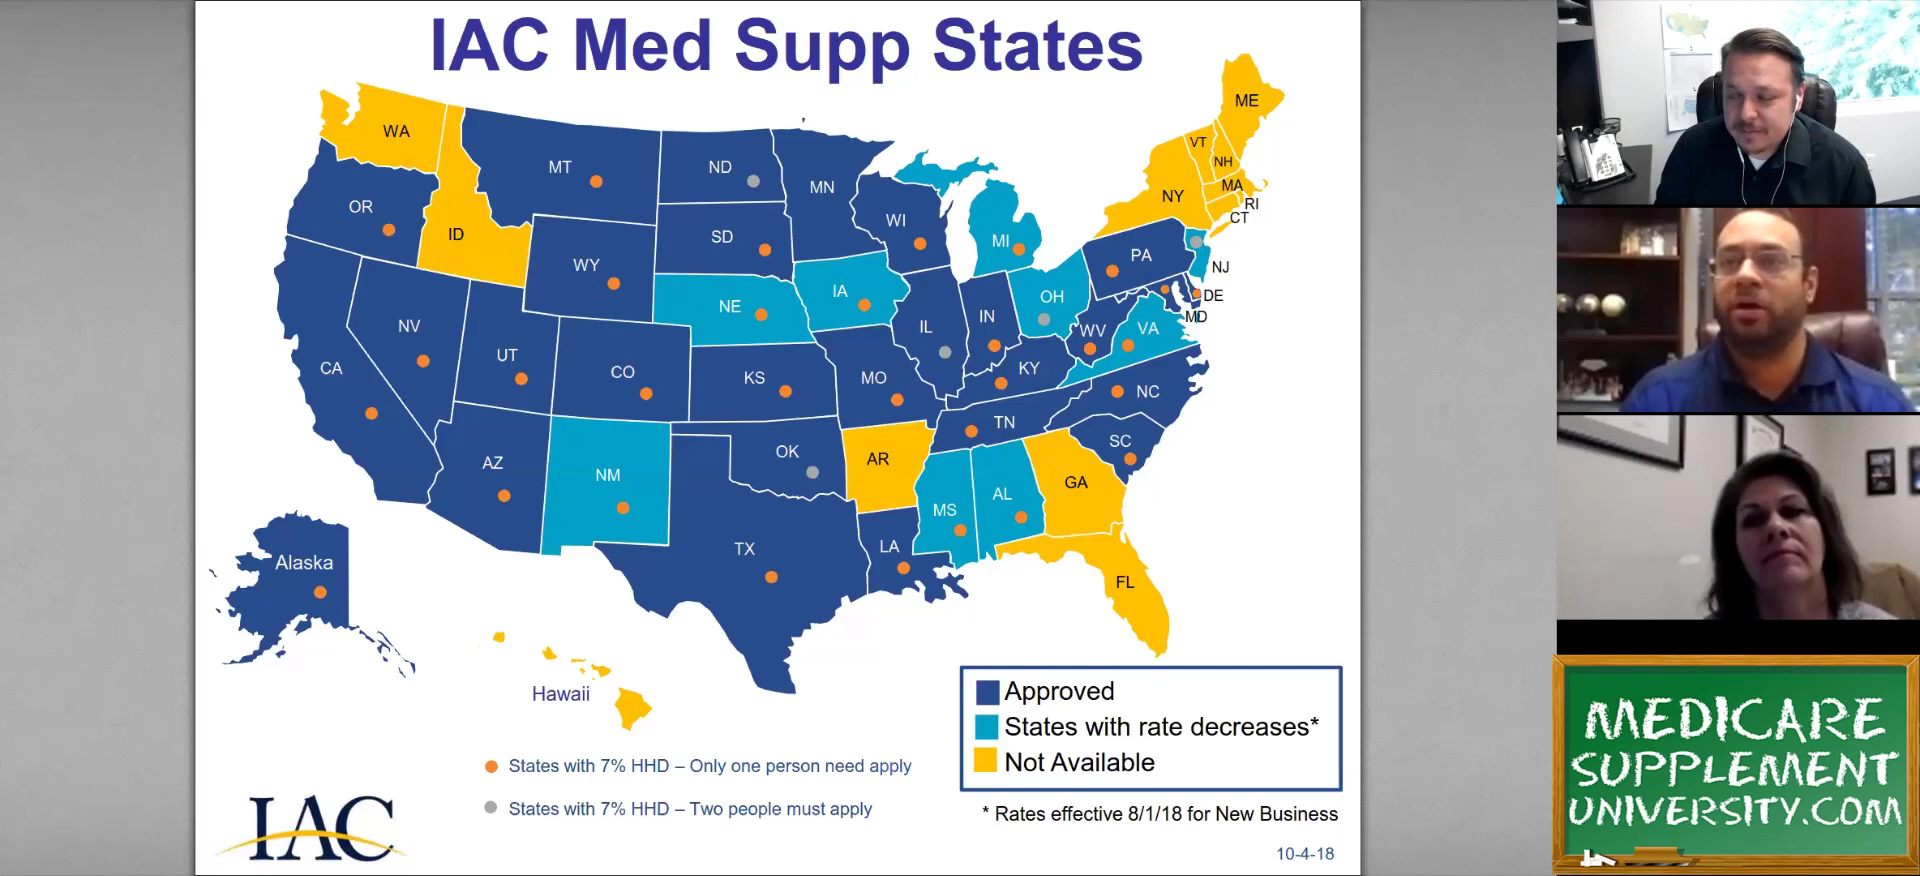 IAC Med Supp States
ME
WA
VT
NH
MT
ND
MN
MA
NY
RI
CT
OR
ID
SD
WI
MI
PA
NJ
WY
NE
IA
OH
DE
MD
NV
IL
IN
WV
VA
UT
CO
KS
MO
KY
CA
NC
TN
SC
AZ
NM
OK
AR
GA
MS
AL
TX
LA
Alaska
FL
Hawaii
Approved
States with rate decreases*
Not Available
States with 7% HHD – Only one person need apply
States with 7% HHD – Two people must apply
* Rates effective 8/1/18 for New Business
IAC
10-4-18
MEDICARE
SUPPLEMENT
UNIVERSITY.COM